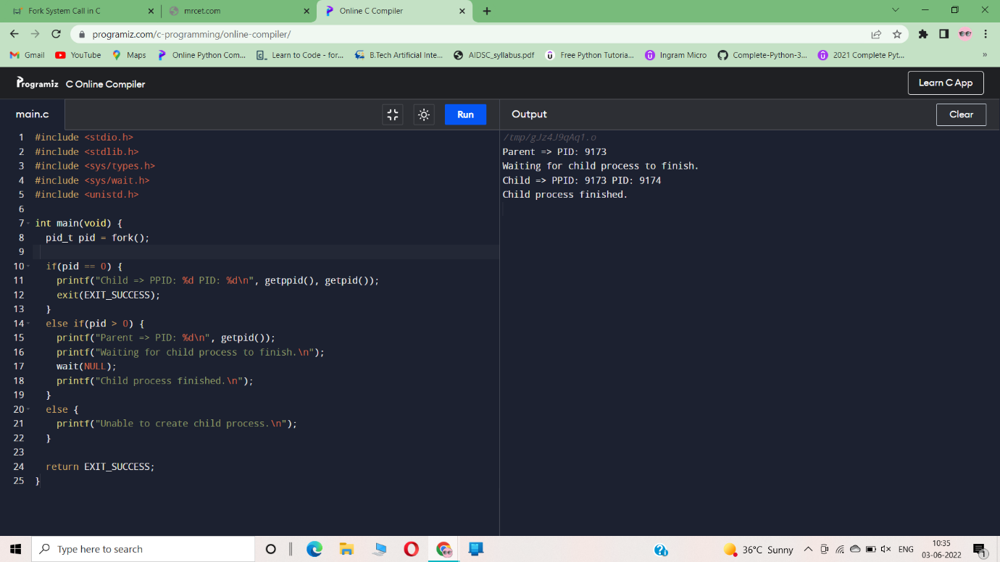 Fork System Call in C
mrcet.com
Online C Compiler
programiz.com/c-programming/online-compiler/
Gmail
YouTube
Maps
Online Python Com...
Learn to Code - for...
B.Tech Artificial Inte...
AIDSC_syllabus.pdf
Free Python Tutoria...
Ingram Micro
Complete-Python-3...
2021 Complete Pyt...
»
Programiz C Online Compiler
Learn C App
main.c
Run
Output
Clear
1 #include <stdio.h>
2 #include <stdlib.h>
3 #include <sys/types.h>
4 #include <sys/wait.h>
5 #include <unistd.h>
6
7 int main(void) {
8 pid_t pid = fork();
9
10 if(pid == 0) {
11 printf("Child => PPID: %d PID: %d\n", getppid(), getpid());
12 exit(EXIT_SUCCESS);
13 }
14 else if(pid > 0) {
15 printf("Parent => PID: %d\n", getpid());
16 printf("Waiting for child process to finish.\n");
17 wait(NULL);
18 printf("Child process finished.\n");
19 }
20 else {
21 printf("Unable to create child process.\n");
22 }
23
24 return EXIT_SUCCESS;
25 }
/tmp/gJz4J9qAq1.o
Parent => PID: 9173
Waiting for child process to finish.
Child => PPID: 9173 PID: 9174
Child process finished.
Type here to search
36°C Sunny
ENG
10:35
03-06-2022
1